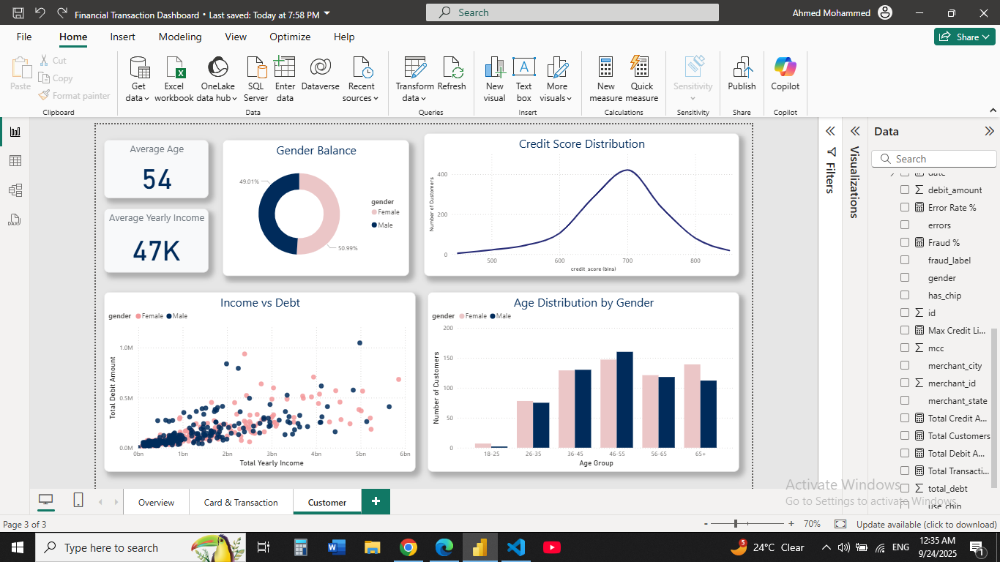 Financial Transaction Dashboard • Last saved: Today at 7:58 PM
Search
Ahmed Mohammed
File Home Insert Modeling View Optimize Help
Share
Paste
Cut
Copy
Format painter
Clipboard
Get data
Excel workbook
OneLake data hub
SQL Server
Enter data
Dataverse
Recent sources
Data
Transform data
Refresh
Queries
New visual
Text box
More visuals
Insert
New measure
Quick measure
Calculations
Sensitivity
Sensitivity
Publish
Share
Copilot
Copilot
Average Age
54
Average Yearly Income
47K
Gender Balance
49.01%
50.99%
gender
Female
Male
Credit Score Distribution
Number of Customers
400
200
0
500 600 700 800
credit_score (bins)
Income vs Debt
gender Female Male
Total Debit Amount
1.0M
0.5M
0.0M
0bn 1bn 2bn 3bn 4bn 5bn 6bn
Total Yearly Income
Age Distribution by Gender
gender Female Male
Number of Customers
200
150
100
50
0
18-25 26-35 36-45 46-55 56-65 65+
Age Group
Filters
Visualizations
Data
Search
date
debit_amount
Error Rate %
errors
Fraud %
fraud_label
gender
has_chip
id
Max Credit Li...
mcc
merchant_city
merchant_id
merchant_state
Total Credit A...
Total Customers
Total Debit A...
Total Transacti...
total_debt
use_chip
Activate Windows
Go to Settings to activate Windows.
Overview
Card & Transaction
Customer
Page 3 of 3
- + 70%
Update available (click to download)
DAX
Type here to search
5
24°C Clear
ENG
12:35 AM
9/24/2025
1